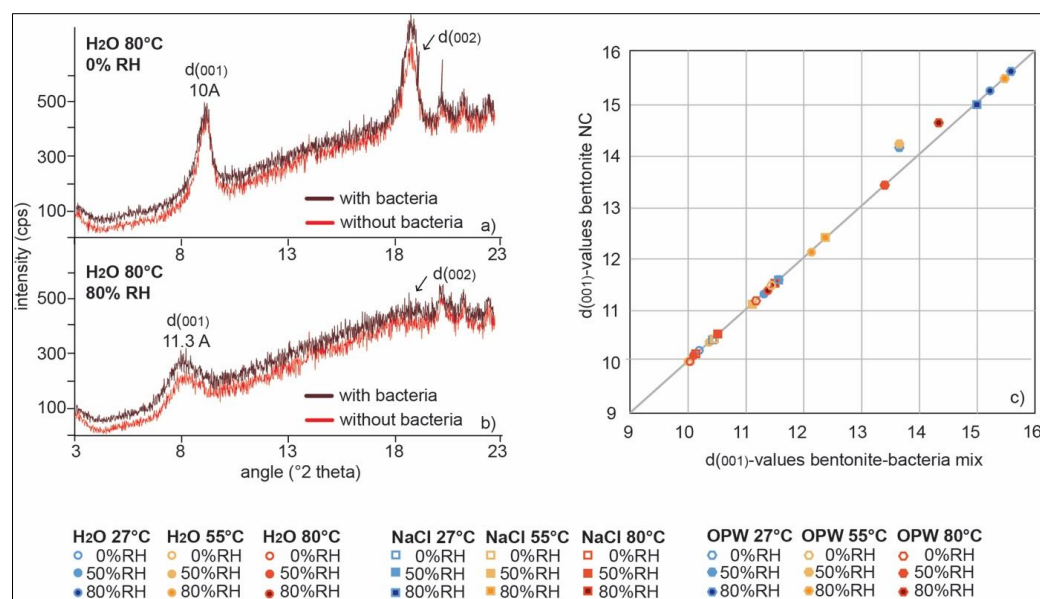 H2O 80°C
0% RH
d(001)
10A
d(002)
500
300
100
with bacteria
without bacteria
a)
8
13
18
23
intensity (cps)
H2O 80°C
80% RH
d(002)
500
d(001)
11.3 A
300
100
with bacteria
without bacteria
b)
3
8
13
18
23
angle (°2 theta)
16
15
14
13
12
11
10
9
d(001)-values bentonite NC
c)
9
10
11
12
13
14
15
16
d(001)-values bentonite-bacteria mix
H2O 27°C H2O 55°C H2O 80°C NaCl 27°C NaCl 55°C NaCl 80°C OPW 27°C OPW 55°C OPW 80°C
0%RH 0%RH 0%RH 0%RH 0%RH 0%RH 0%RH 0%RH 0%RH
50%RH 50%RH 50%RH 50%RH 50%RH 50%RH 50%RH 50%RH 50%RH
80%RH 80%RH 80%RH 80%RH 80%RH 80%RH 80%RH 80%RH 80%RH